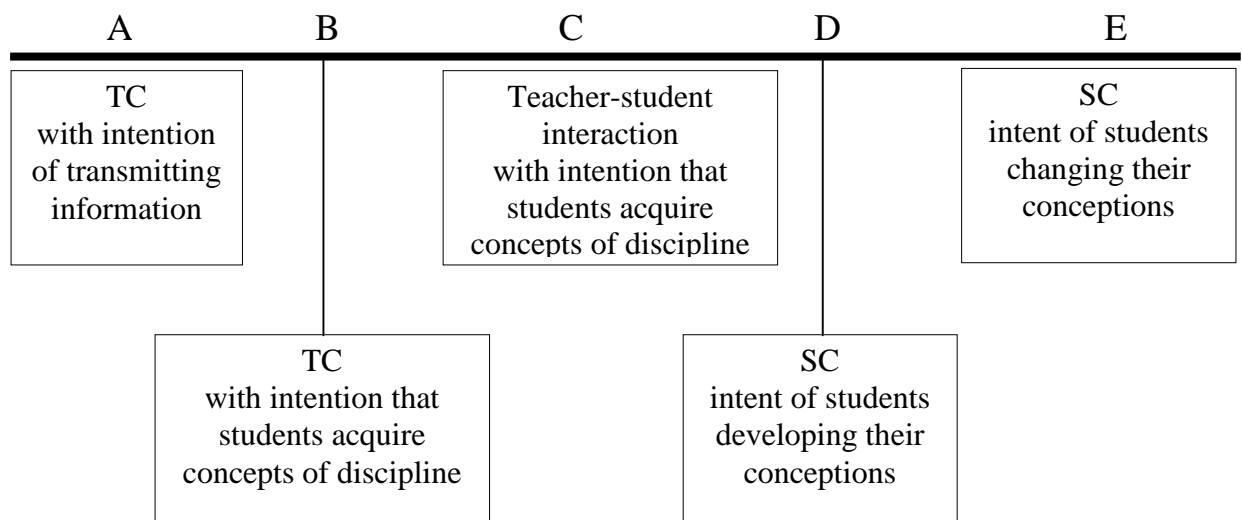 A B C D E
TC
with intention
of transmitting
information
Teacher-student
interaction
with intention that
students acquire
concepts of discipline
SC
intent of students
changing their
conceptions
TC
with intention that
students acquire
concepts of discipline
SC
intent of students
developing their
conceptions